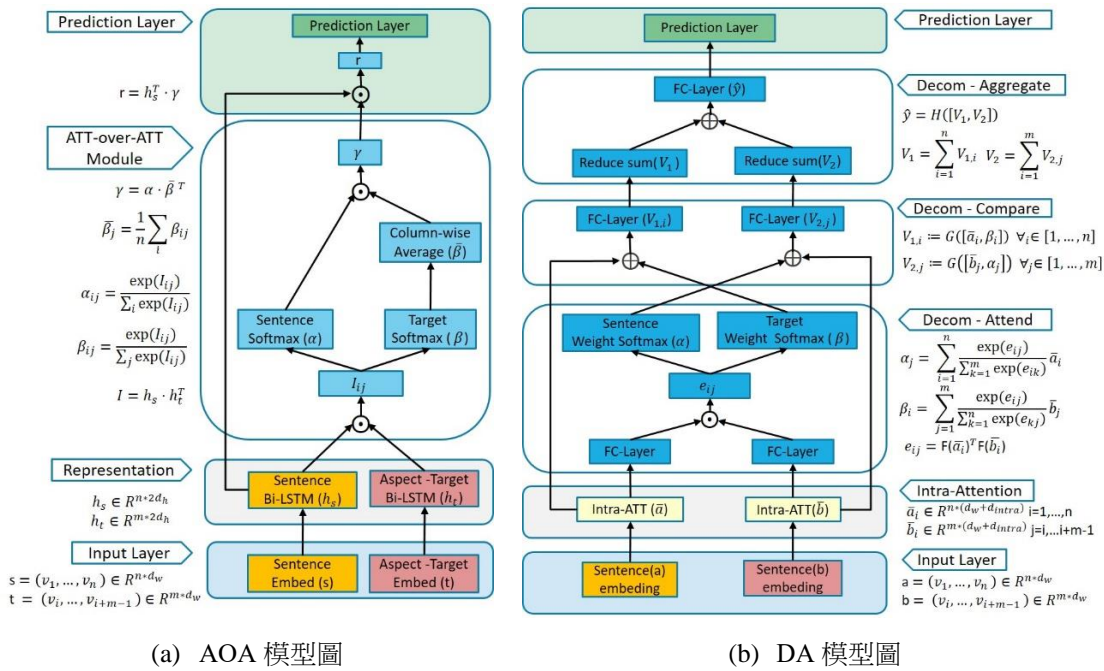 Prediction Layer
Prediction Layer
r
r = h_s^T · γ
ATT-over-ATT
Module
γ
γ = α · β̄ ^T
β̄_j = 1/n ∑_i β_ij
Column-wise
Average (β̄)
α_ij = exp(I_ij) / ∑_i exp(I_ij)
Sentence
Softmax (α)
Target
Softmax (β)
β_ij = exp(I_ij) / ∑_j exp(I_ij)
I_ij
I = h_s · h_t^T
Representation
Sentence
Bi-LSTM (h_s)
Aspect -Target
Bi-LSTM (h_t)
h_s ∈ R^{n*2d_h}
h_t ∈ R^{m*2d_h}
Input Layer
Sentence
Embed (s)
Aspect -Target
Embed (t)
s = (v_1, … , v_n) ∈ R^{n*d_w}
t = (v_i, … , v_{i+m−1}) ∈ R^{m*d_w}
(a) AOA 模型圖
Prediction Layer
Prediction Layer
FC-Layer (ŷ)
Decom - Aggregate
ŷ = H([V_1, V_2])
Reduce sum(V_1)
Reduce sum(V_2)
V_1 = ∑_{i=1}^n V_{1,i} V_2 = ∑_{i=1}^m V_{2,j}
FC-Layer (V_{1,i})
FC-Layer (V_{2,j})
Decom - Compare
V_{1,i} ≔ G([ā_i, β_i]) ∀_i∈ [1, … , n]
V_{2,j} ≔ G([b̄_j, α_j]) ∀_j∈ [1, … , m]
Sentence
Weight Softmax (α)
Target
Weight Softmax (β)
Decom - Attend
α_j = ∑_{i=1}^n exp(e_ij) / ∑_{k=1}^m exp(e_ik) ā_i
e_ij
β_i = ∑_{j=1}^m exp(e_ij) / ∑_{k=1}^n exp(e_kj) b̄_j
FC-Layer
FC-Layer
e_ij = F(ā_i)^T F(b̄_i)
Intra-ATT (ā)
Intra-ATT(b̄)
Intra-Attention
ā_i ∈ R^{n*(d_w+d_intra)} i=1,…,n
b̄_i ∈ R^{m*(d_w+d_intra)} j=i,…i+m-1
Sentence(a)
embeding
Sentence(b)
embeding
Input Layer
a = (v_1, … , v_n) ∈ R^{n*d_w}
b = (v_i, … , v_{i+m−1}) ∈ R^{m*d_w}
(b) DA 模型圖